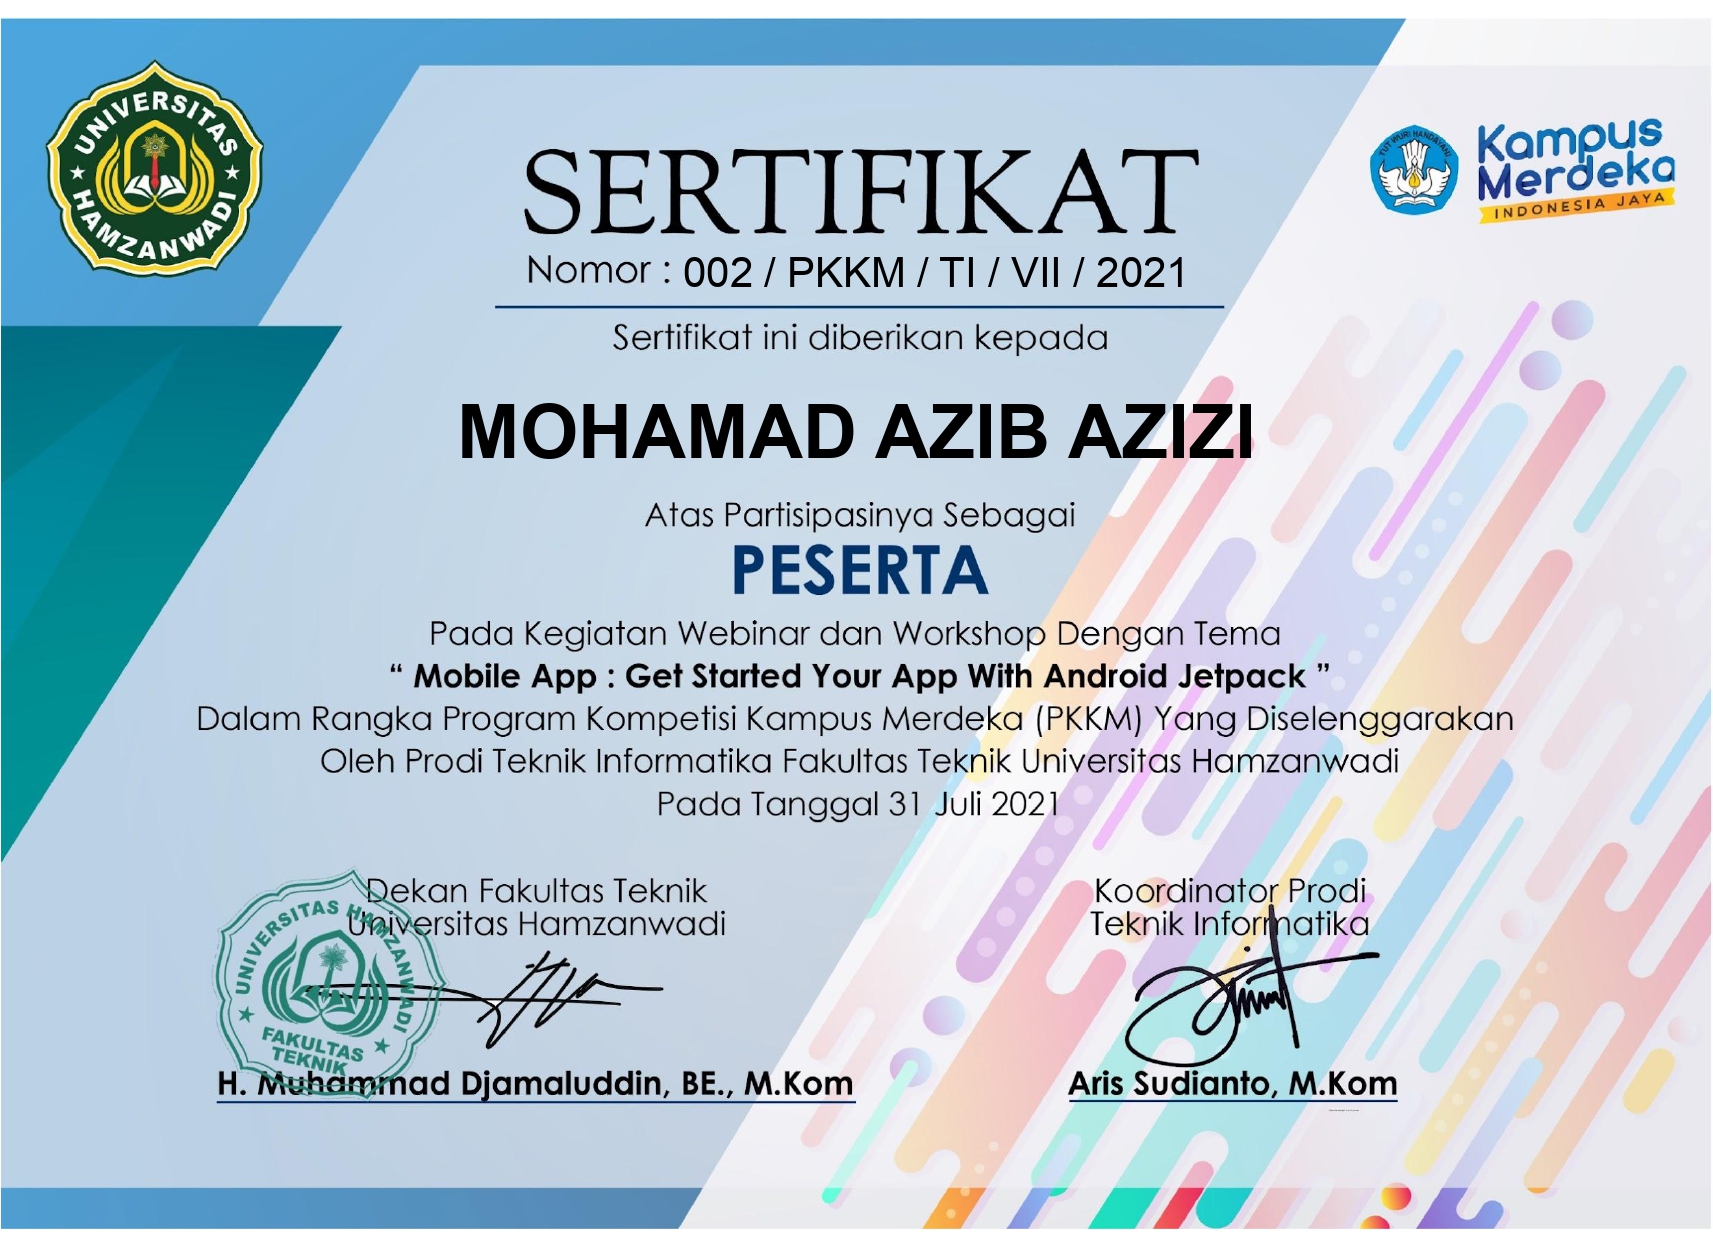 UNIVERSITAS
HAMZANWADI
TUT WURI HANDAYANI
Kampus
Merdeka
INDONESIA JAYA
SERTIFIKAT
Nomor : 002 / PKKM / TI / VII / 2021
Sertifikat ini diberikan kepada
MOHAMAD AZIB AZIZI
Atas Partisipasinya Sebagai
PESERTA
Pada Kegiatan Webinar dan Workshop Dengan Tema
“ Mobile App : Get Started Your App With Android Jetpack ”
Dalam Rangka Program Kompetisi Kampus Merdeka (PKKM) Yang Diselenggarakan
Oleh Prodi Teknik Informatika Fakultas Teknik Universitas Hamzanwadi
Pada Tanggal 31 Juli 2021
Dekan Fakultas Teknik
Universitas Hamzanwadi
UNIVERSITAS HAMZANWADI
FAKULTAS
TEKNIK
H. Muhammad Djamaluddin, BE., M.Kom
Koordinator Prodi
Teknik Informatika
Aris Sudianto, M.Kom